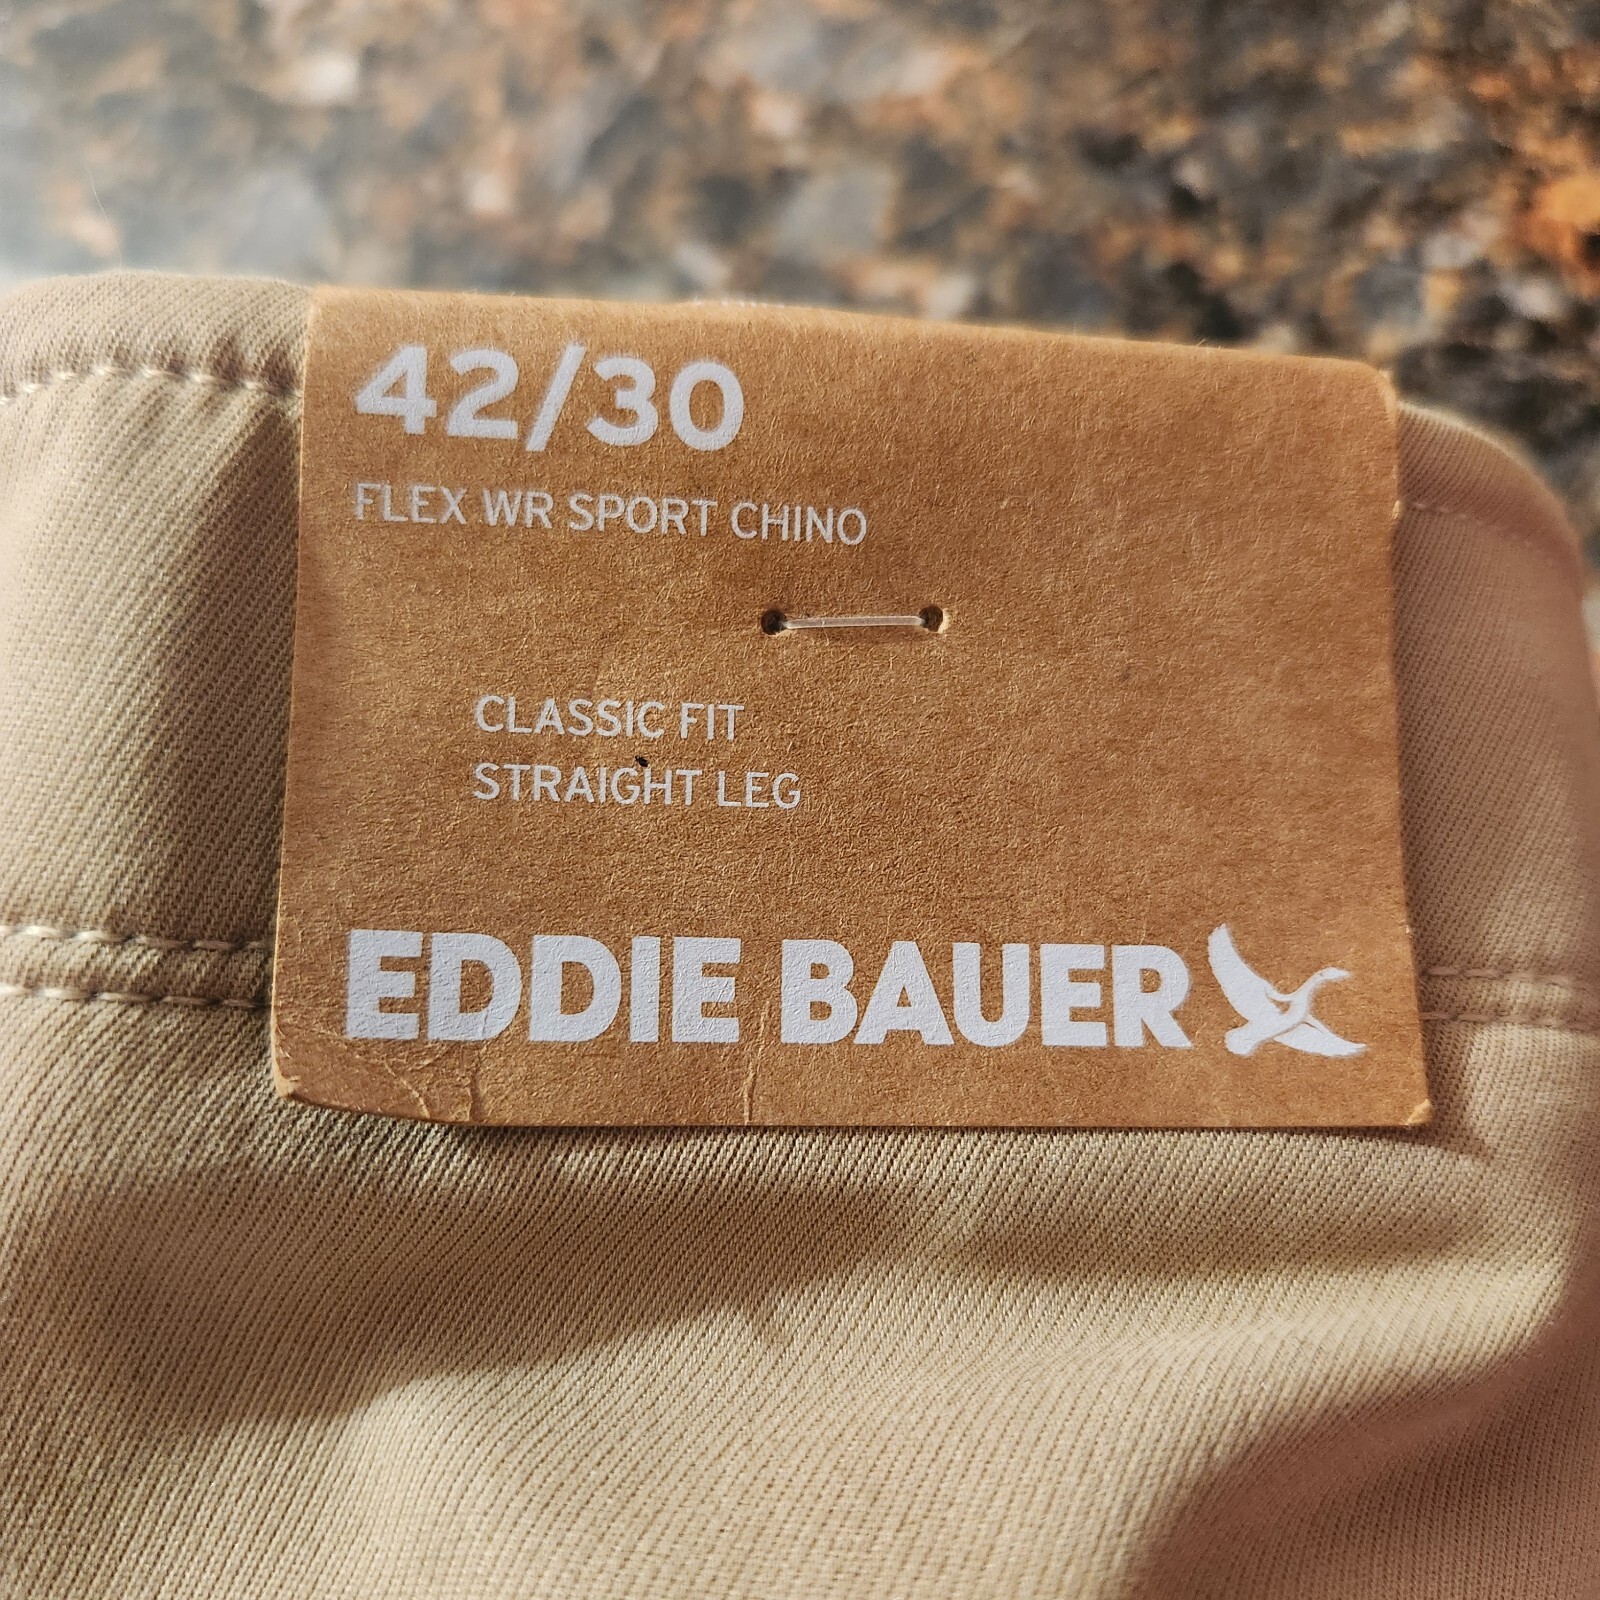 42/30
FLEX WR SPORT CHINO
CLASSIC FIT
STRAIGHT LEG
EDDIE BAUER